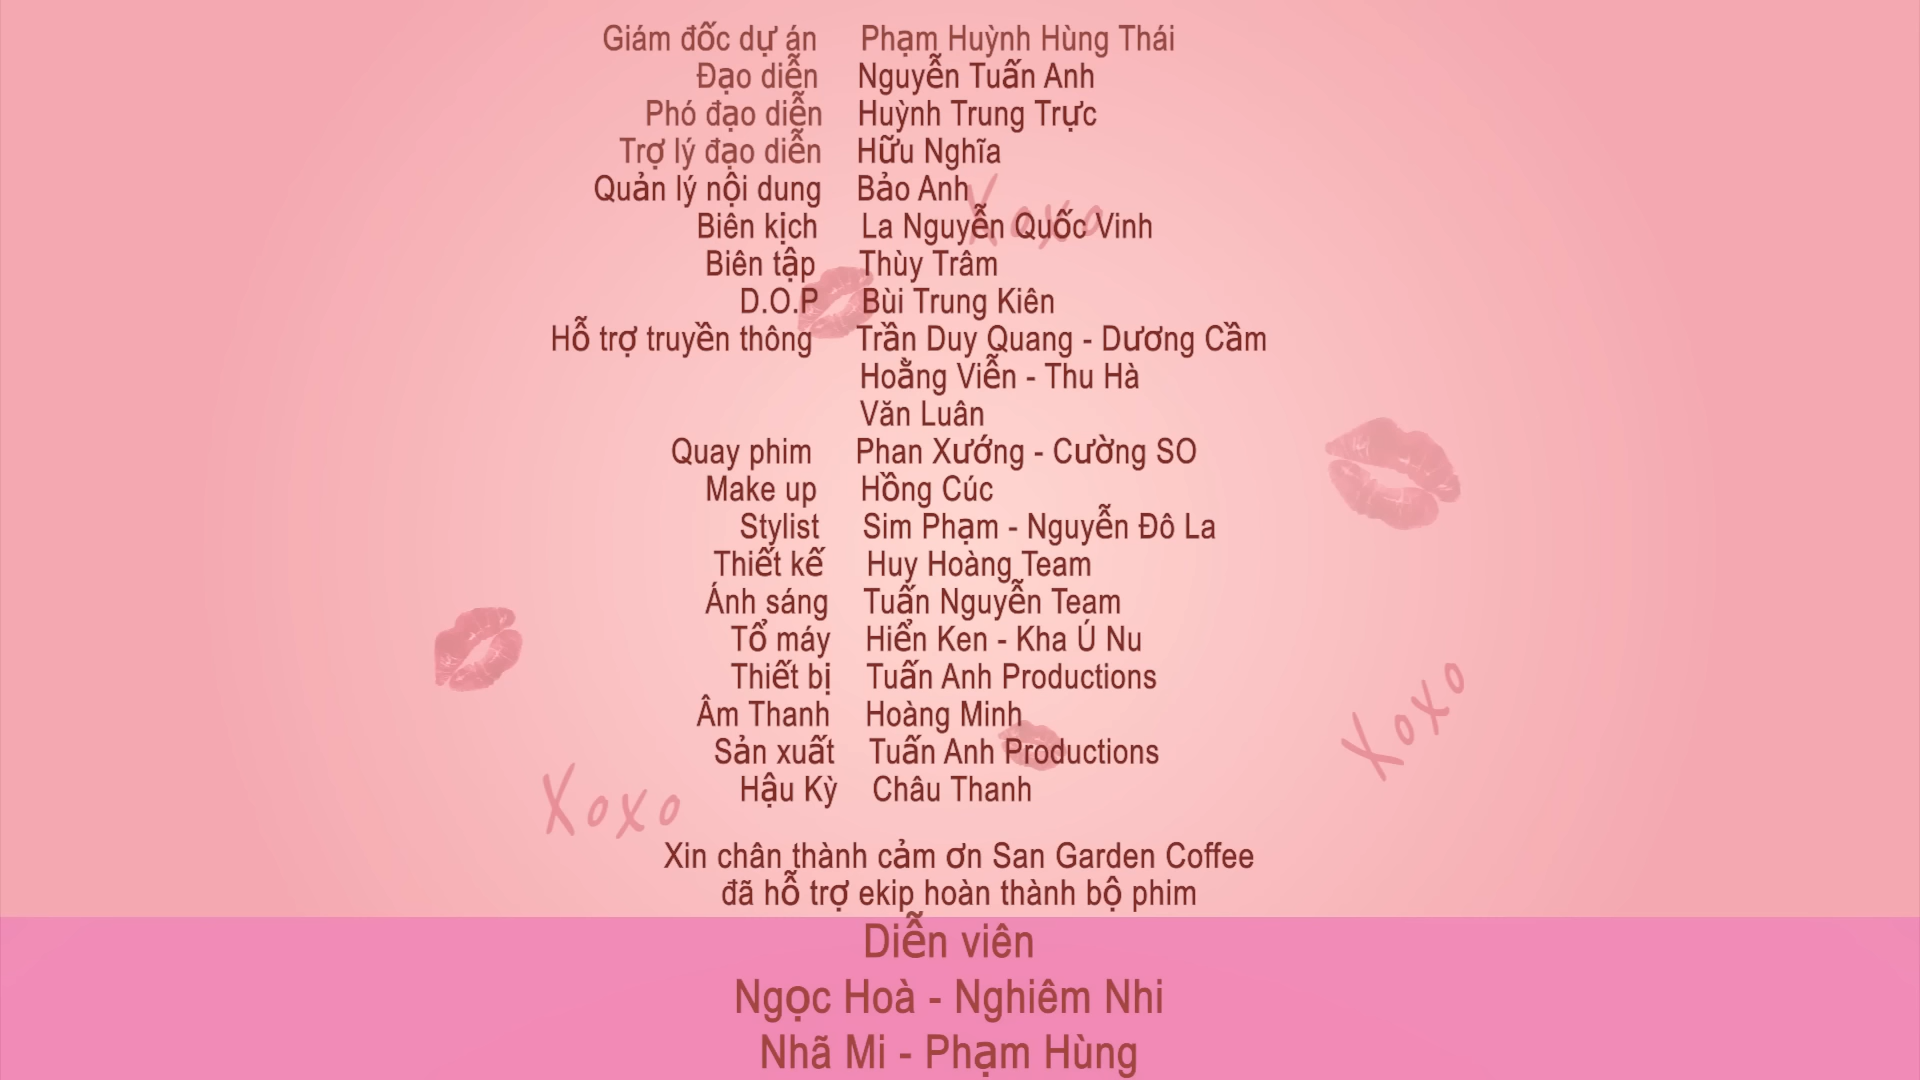 Giám đốc dự án Phạm Huỳnh Hùng Thái
Đạo diễn Nguyễn Tuấn Anh
Phó đạo diễn Huỳnh Trung Trực
Trợ lý đạo diễn Hữu Nghĩa
Quản lý nội dung Bảo Anh
Xoxo
Biên kịch La Nguyễn Quốc Vinh
Biên tập Thùy Trâm
D.O.P Bùi Trung Kiên
Hỗ trợ truyền thông Trần Duy Quang - Dương Cầm
Hoằng Viễn - Thu Hà
Văn Luân
Quay phim Phan Xướng - Cường SO
Make up Hồng Cúc
Stylist Sim Phạm - Nguyễn Đô La
Thiết kế Huy Hoàng Team
Ánh sáng Tuấn Nguyễn Team
Tổ máy Hiển Ken - Kha Ú Nu
Thiết bị Tuấn Anh Productions
Âm Thanh Hoàng Minh
Xoxo
Sản xuất Tuấn Anh Productions
Hậu Kỳ Châu Thanh
Xoxo
Xin chân thành cảm ơn San Garden Coffee
đã hỗ trợ ekip hoàn thành bộ phim
Diễn viên
Ngọc Hoà - Nghiêm Nhi
Nhã Mi - Phạm Hùng